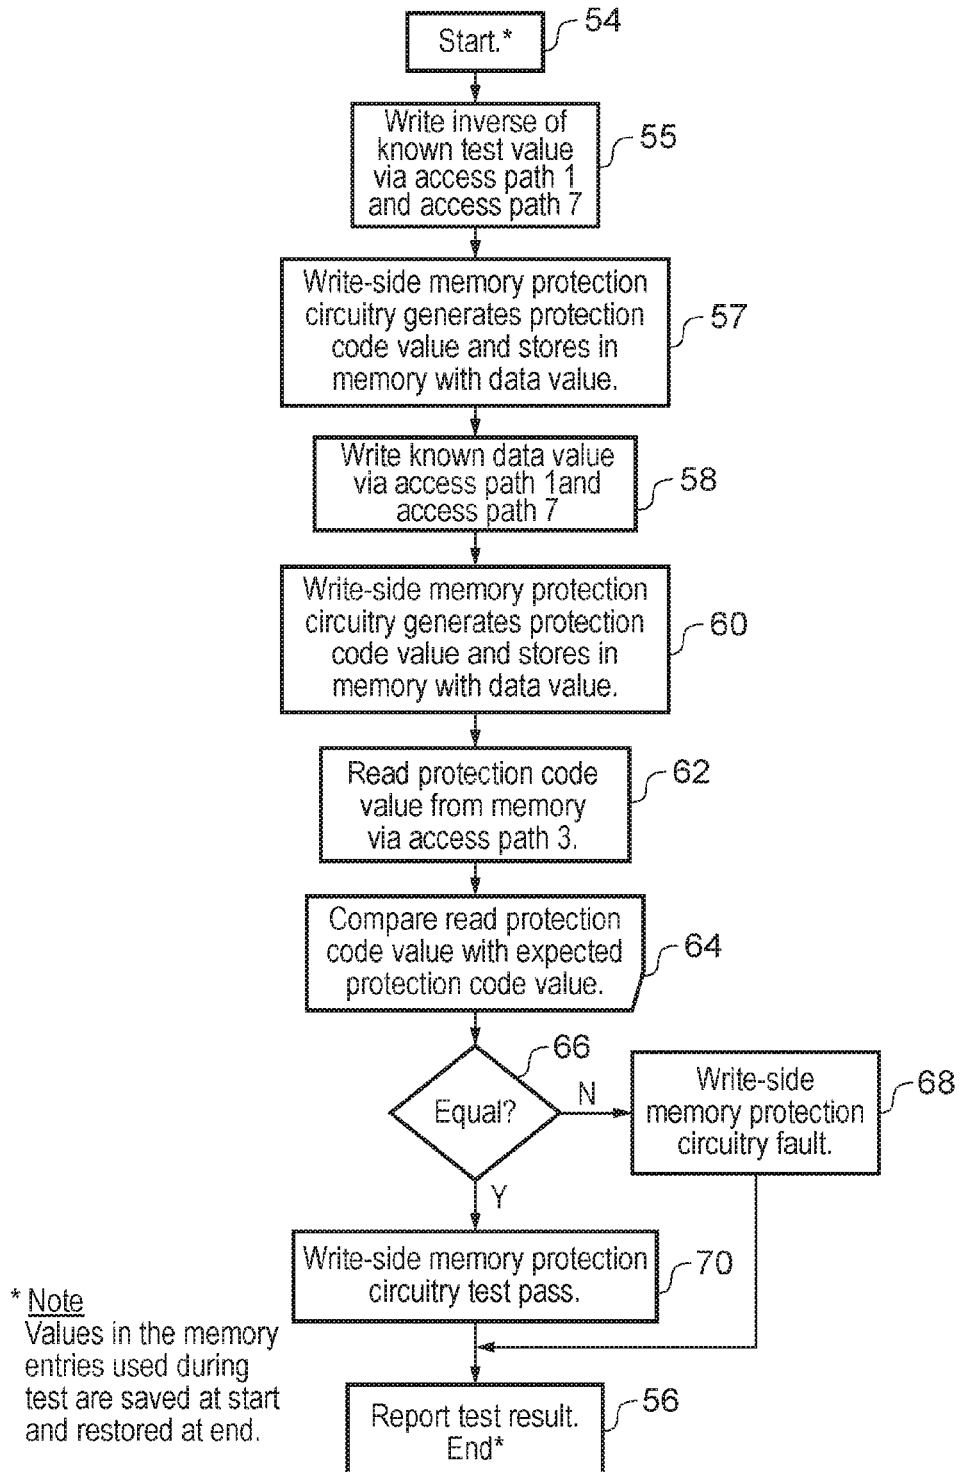 Start.*
54
Write inverse of
known test value
via access path 1
and access path 7
55
Write-side memory protection
circuitry generates protection
code value and stores in
memory with data value.
57
Write known data value
via access path 1and
access path 7
58
Write-side memory protection
circuitry generates protection
code value and stores in
memory with data value.
60
Read protection code
value from memory
via access path 3.
62
Compare read protection
code value with expected
protection code value.
64
66
Equal?
N
Write-side
memory protection
circuitry fault.
68
Y
Write-side memory protection
circuitry test pass.
70
* Note
Values in the memory
entries used during
test are saved at start
and restored at end.
Report test result.
End*
56